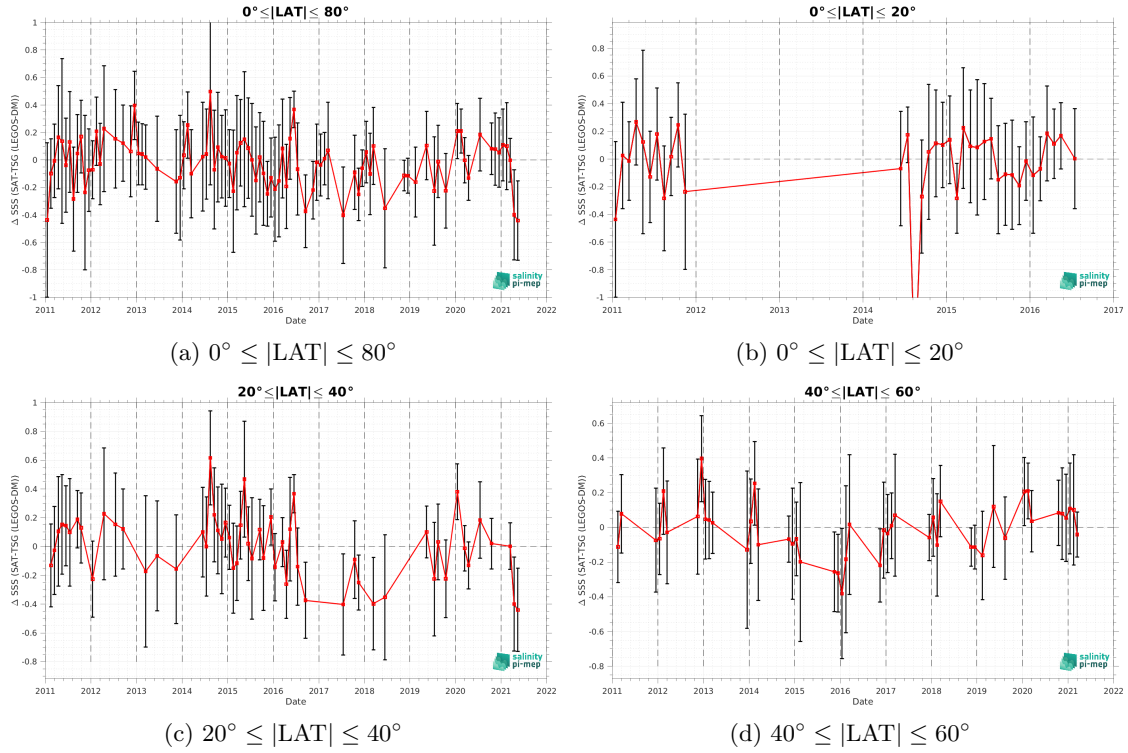 0°≤|LAT|≤ 80°
1
0.8
0.6
0.4
0.2
0
-0.2
-0.4
-0.6
-0.8
-1
Δ SSS (SAT-TSG (LEGOS-DM))
2011 2012 2013 2014 2015 2016 2017 2018 2019 2020 2021 2022
Date
salinity
pi-mep
(a) 0° ≤ |LAT| ≤ 80°
0°≤|LAT|≤ 20°
1
0.8
0.6
0.4
0.2
0
-0.2
-0.4
-0.6
-0.8
-1
Δ SSS (SAT-TSG (LEGOS-DM))
2011 2012 2013 2014 2015 2016 2017
Date
salinity
pi-mep
(b) 0° ≤ |LAT| ≤ 20°
20°≤|LAT|≤ 40°
1
0.8
0.6
0.4
0.2
0
-0.2
-0.4
-0.6
-0.8
Δ SSS (SAT-TSG (LEGOS-DM))
2011 2012 2013 2014 2015 2016 2017 2018 2019 2020 2021 2022
Date
salinity
pi-mep
(c) 20° ≤ |LAT| ≤ 40°
40°≤|LAT|≤ 60°
0.6
0.4
0.2
0
-0.2
-0.4
-0.6
-0.8
Δ SSS (SAT-TSG (LEGOS-DM))
2011 2012 2013 2014 2015 2016 2017 2018 2019 2020 2021 2022
Date
salinity
pi-mep
(d) 40° ≤ |LAT| ≤ 60°